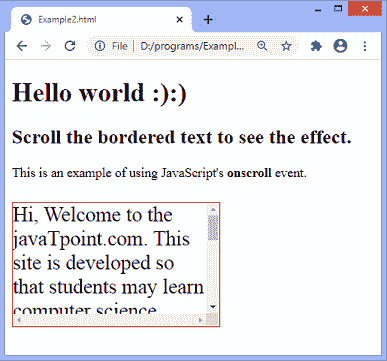 Example2.html
File | D:/programs/Exampl...
Hello world :):)
Scroll the bordered text to see the effect.
This is an example of using JavaScript's onscroll event.
Hi, Welcome to the
javaTpoint.com. This
site is developed so
that students may learn
computer science